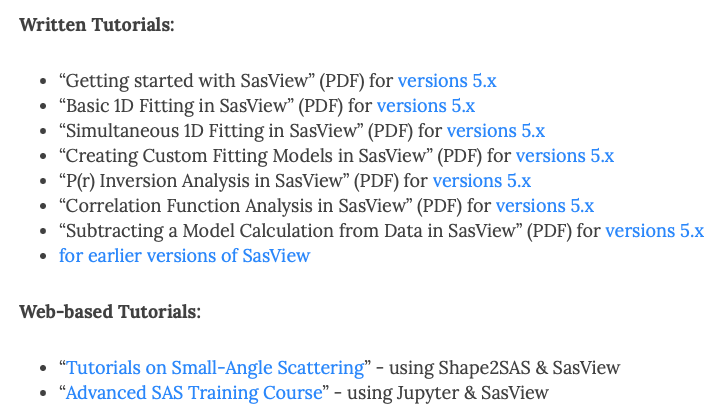 Written Tutorials:
• “Getting started with SasView” (PDF) for versions 5.x
• “Basic 1D Fitting in SasView” (PDF) for versions 5.x
• “Simultaneous 1D Fitting in SasView” (PDF) for versions 5.x
• “Creating Custom Fitting Models in SasView” (PDF) for versions 5.x
• “P(r) Inversion Analysis in SasView” (PDF) for versions 5.x
• “Correlation Function Analysis in SasView” (PDF) for versions 5.x
• “Subtracting a Model Calculation from Data in SasView” (PDF) for versions 5.x
• for earlier versions of SasView
Web-based Tutorials:
• “Tutorials on Small-Angle Scattering” - using Shape2SAS & SasView
• “Advanced SAS Training Course” - using Jupyter & SasView